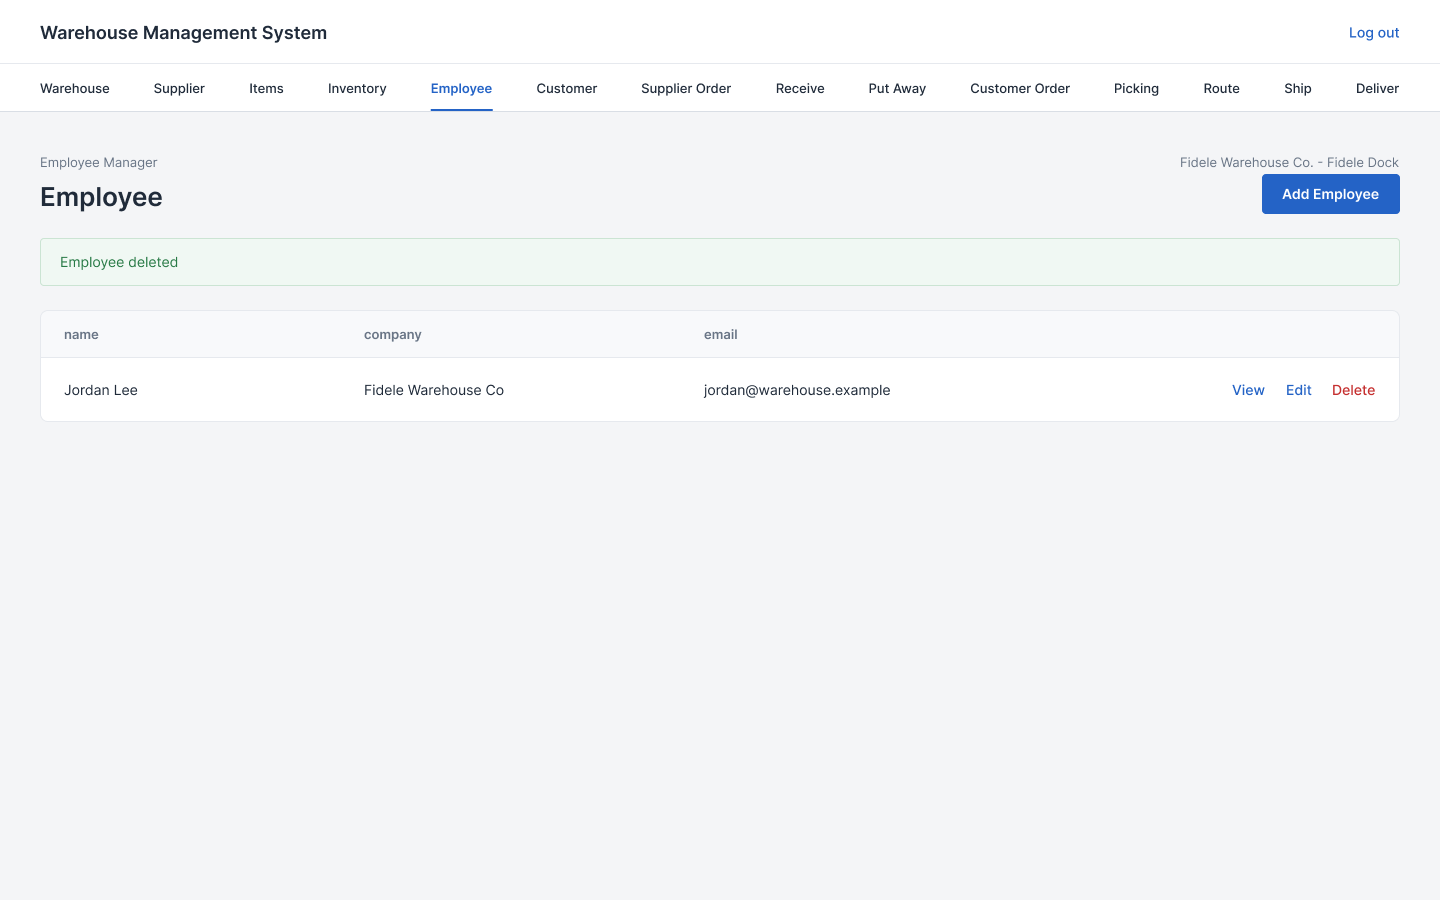 Warehouse Management System
Log out
Warehouse Supplier Items Inventory Employee Customer Supplier Order Receive Put Away Customer Order Picking Route Ship Deliver
Employee Manager
Fidele Warehouse Co. - Fidele Dock
Employee
Add Employee
Employee deleted
name company email
Jordan Lee Fidele Warehouse Co jordan@warehouse.example View Edit Delete